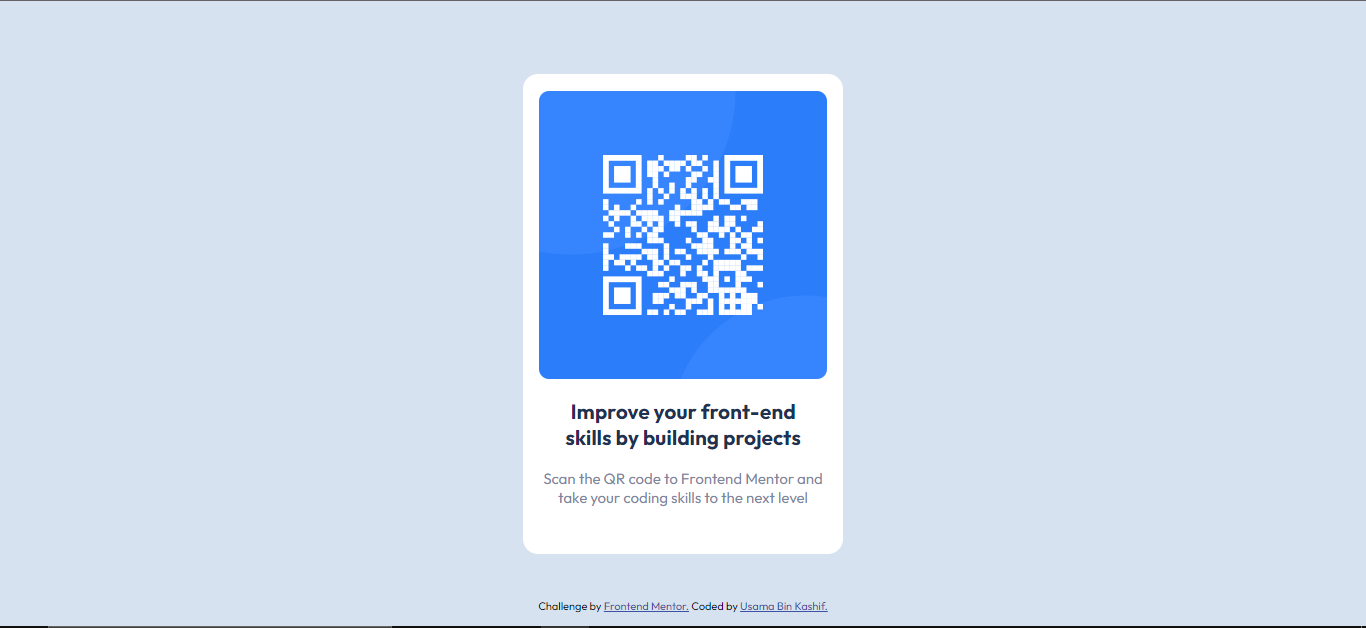 Improve your front-end
skills by building projects
Scan the QR code to Frontend Mentor and
take your coding skills to the next level
Challenge by Frontend Mentor. Coded by Usama Bin Kashif.